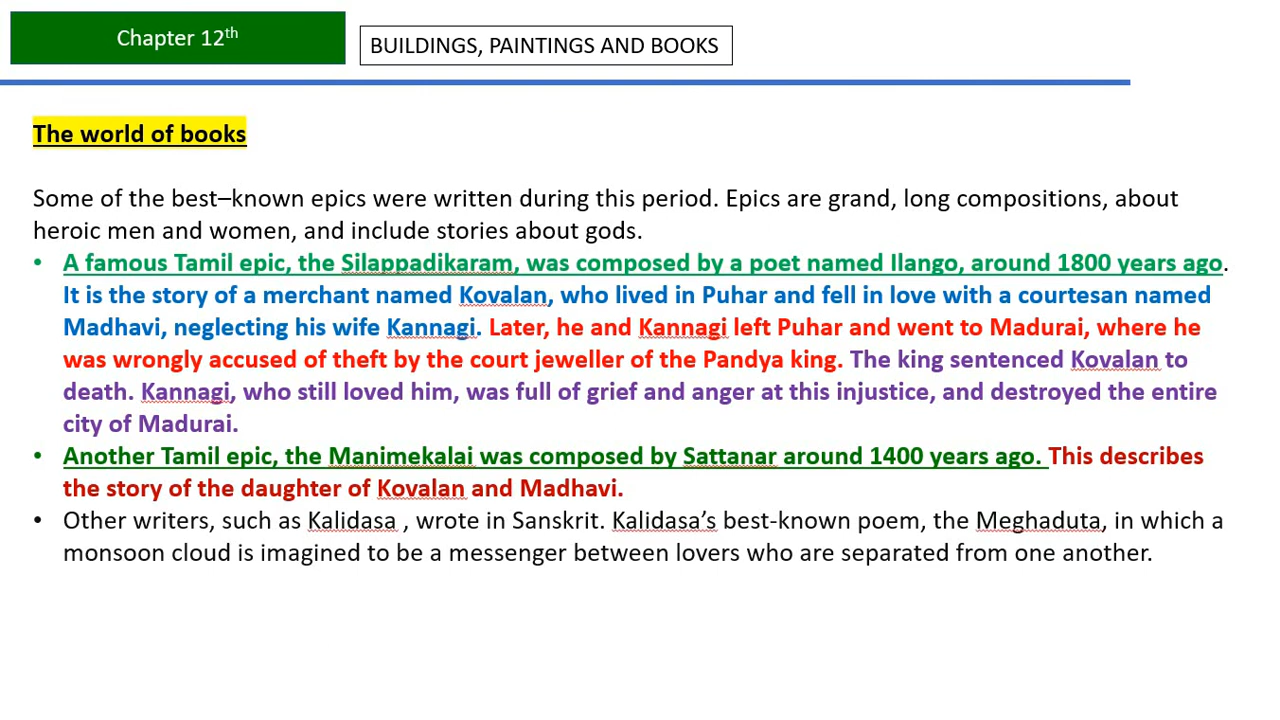 Chapter 12th
BUILDINGS, PAINTINGS AND BOOKS
The world of books
Some of the best–known epics were written during this period. Epics are grand, long compositions, about
heroic men and women, and include stories about gods.
• A famous Tamil epic, the Silappadikaram, was composed by a poet named Ilango, around 1800 years ago.
It is the story of a merchant named Kovalan, who lived in Puhar and fell in love with a courtesan named
Madhavi, neglecting his wife Kannagi. Later, he and Kannagi left Puhar and went to Madurai, where he
was wrongly accused of theft by the court jeweller of the Pandya king. The king sentenced Kovalan to
death. Kannagi, who still loved him, was full of grief and anger at this injustice, and destroyed the entire
city of Madurai.
• Another Tamil epic, the Manimekalai was composed by Sattanar around 1400 years ago. This describes
the story of the daughter of Kovalan and Madhavi.
• Other writers, such as Kalidasa , wrote in Sanskrit. Kalidasa’s best-known poem, the Meghaduta, in which a
monsoon cloud is imagined to be a messenger between lovers who are separated from one another.